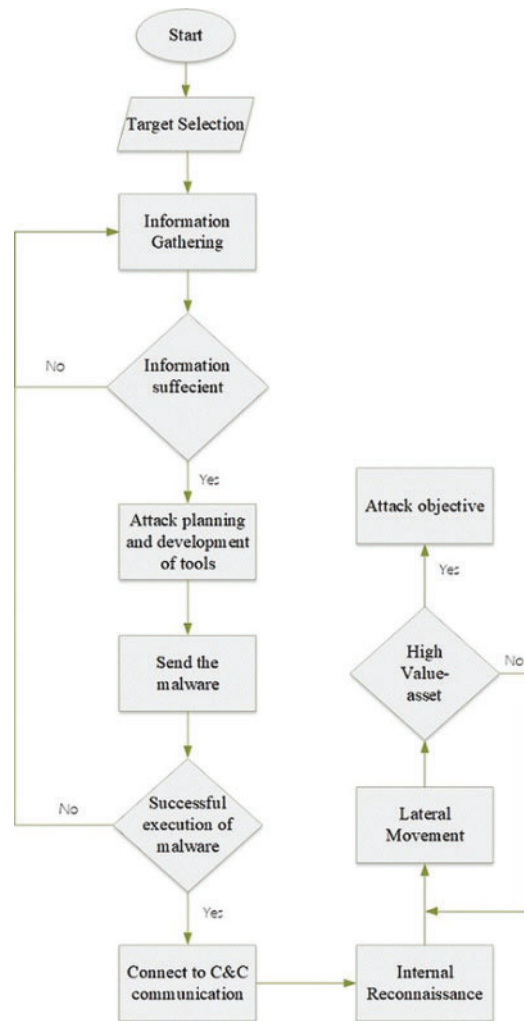 Start
Target Selection
Information
Gathering
Information
suffecient
No
Yes
Attack planning
and development
of tools
Send the
malware
Successful
execution of
malware
No
Yes
Connect to C&C
communication
Internal
Reconnaissance
Lateral
Movement
High
Value-
asset
No
Yes
Attack objective